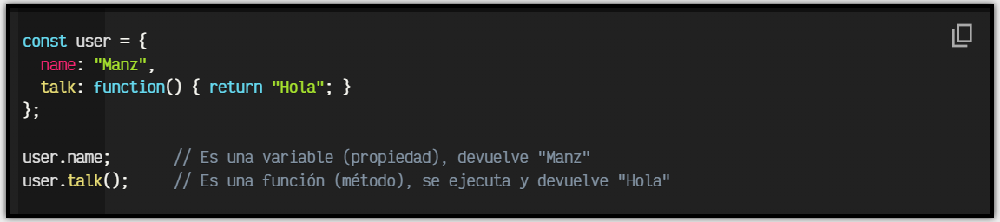 const user = {
  name: "Manz",
  talk: function() { return "Hola"; }
};

user.name;       // Es una variable (propiedad), devuelve "Manz"
user.talk();     // Es una función (método), se ejecuta y devuelve "Hola"